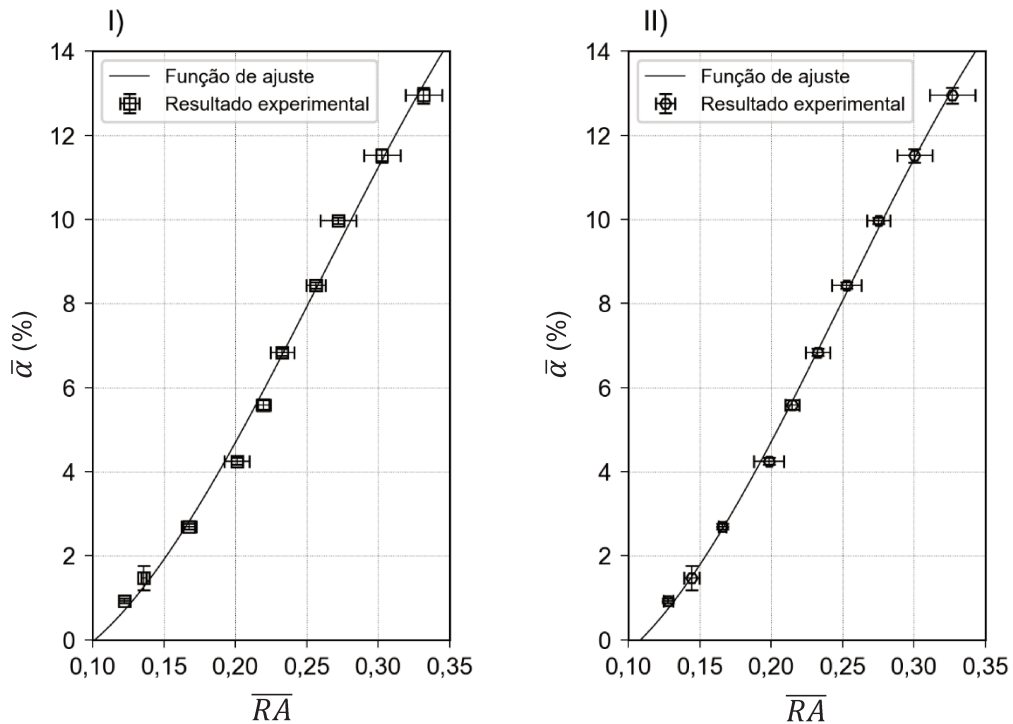 I)
14
12
10
8
6
4
2
0
Função de ajuste
Resultado experimental
ᾱ (%)
0,10 0,15 0,20 0,25 0,30 0,35
R̅A̅
II)
14
12
10
8
6
4
2
0
Função de ajuste
Resultado experimental
ᾱ (%)
0,10 0,15 0,20 0,25 0,30 0,35
R̅A̅